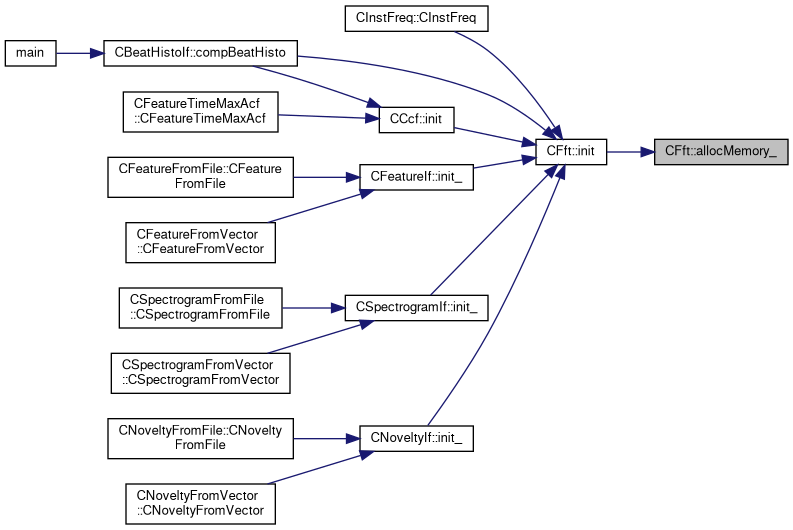 CInstFreq::CInstFreq
main
CBeatHistoIf::compBeatHisto
CFeatureTimeMaxAcf
::CFeatureTimeMaxAcf
CCcf::init
CFft::init
CFft::allocMemory_
CFeatureFromFile::CFeature
FromFile
CFeatureIf::init_
CFeatureFromVector
::CFeatureFromVector
CSpectrogramFromFile
::CSpectrogramFromFile
CSpectrogramIf::init_
CSpectrogramFromVector
::CSpectrogramFromVector
CNoveltyFromFile::CNovelty
FromFile
CNoveltyIf::init_
CNoveltyFromVector
::CNoveltyFromVector